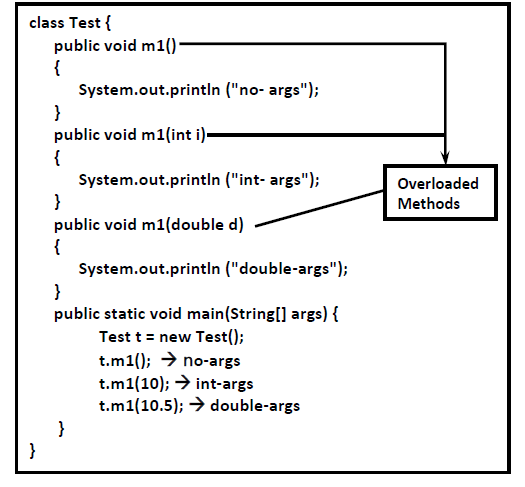 class Test {
public void m1()
{
System.out.println ("no- args");
}
public void m1(int i)
{
System.out.println ("int- args");
}
Overloaded
Methods
public void m1(double d)
{
System.out.println ("double-args");
}
public static void main(String[] args) {
Test t = new Test();
t.m1(); → no-args
t.m1(10); → int-args
t.m1(10.5); → double-args
}
}